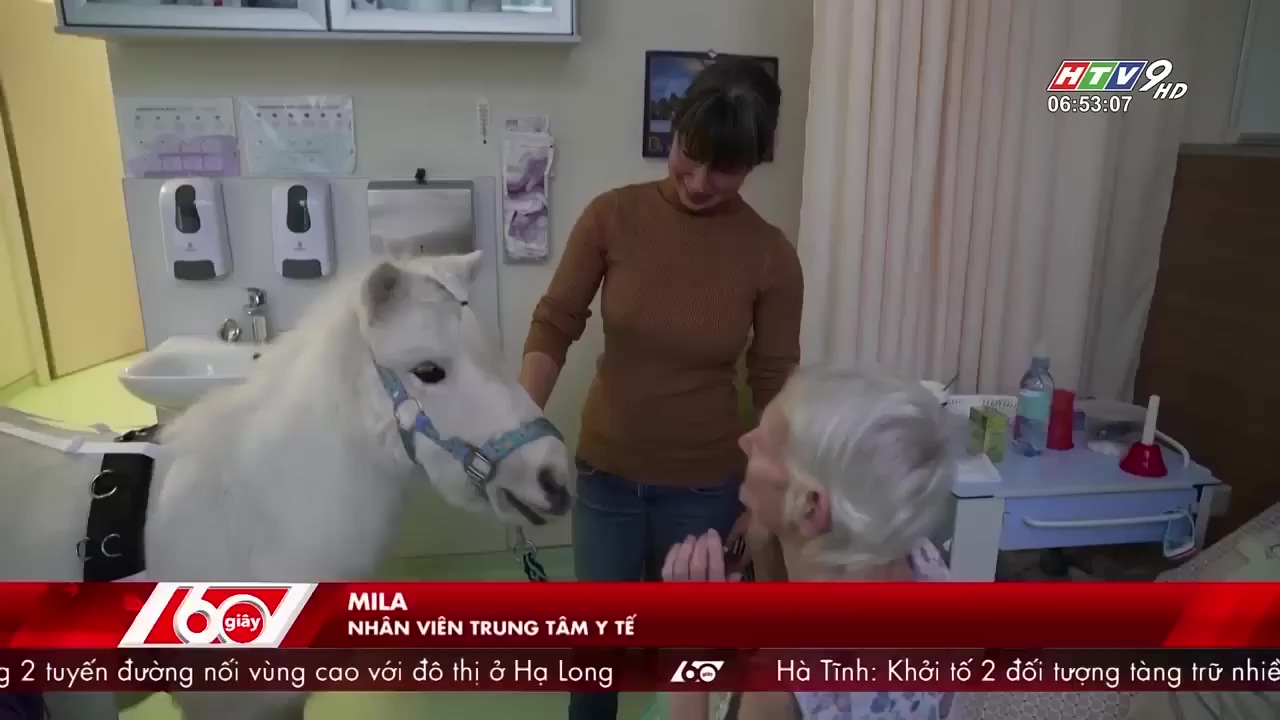 HTV9HD
06:53:07
60 giây
MILA
NHÂN VIÊN TRUNG TÂM Y TẾ
2 tuyến đường nối vùng cao với đô thị ở Hạ Long
60 giây
Hà Tĩnh: Khởi tố 2 đối tượng tàng trữ